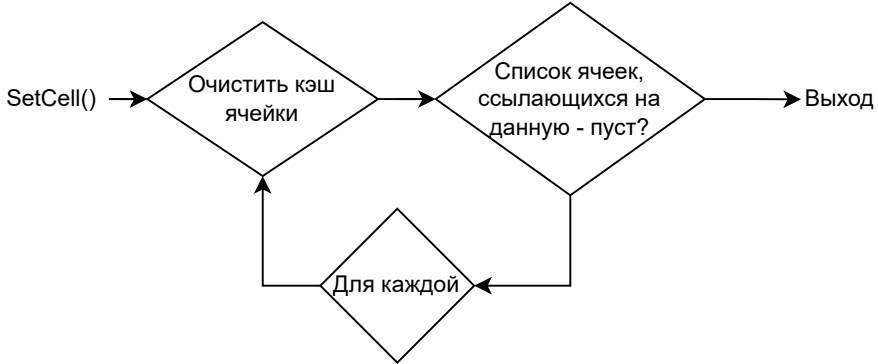 SetCell()
Очистить кэш
ячейки
Список ячеек,
ссылающихся на
данную - пуст?
Выход
Для каждой